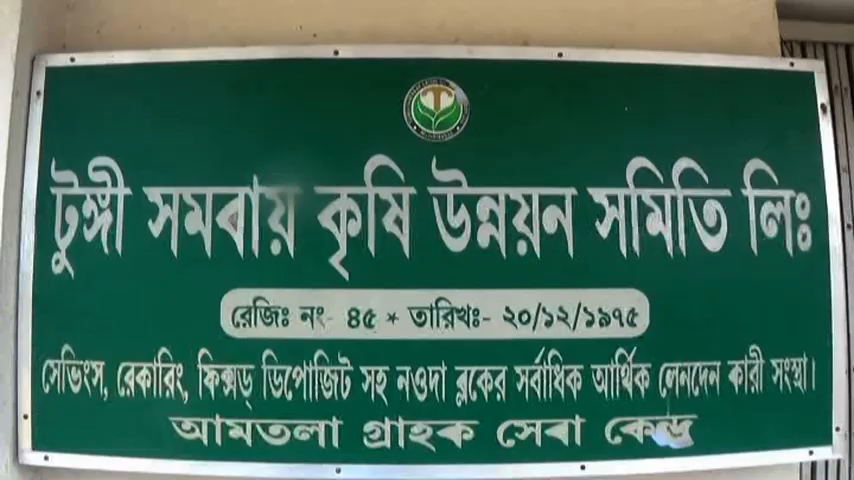 টুঙ্গী সমবায় কৃষি উন্নয়ন সমিতি লিঃ
রেজিঃ নং- ৪৫ * তারিখঃ- ২০/১২/১৯৭৫
সেভিংস, রেকারিং, ফিক্সড্ ডিপোজিট সহ নওদা ব্লকের সর্বাধিক আর্থিক লেনদেন কারী সংস্থা।
আমতলা গ্রাহক সেবা কেন্দ্র